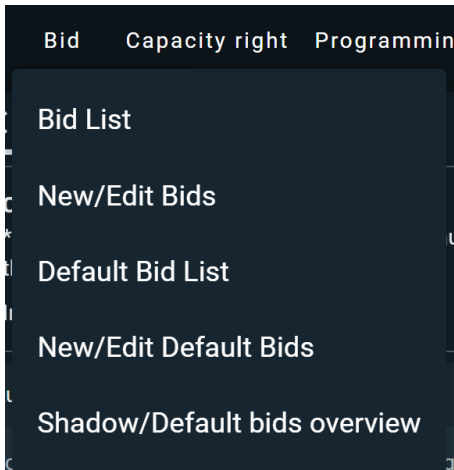 Bid Capacity right Programmin
Bid List
New/Edit Bids
Default Bid List
New/Edit Default Bids
Shadow/Default bids overview